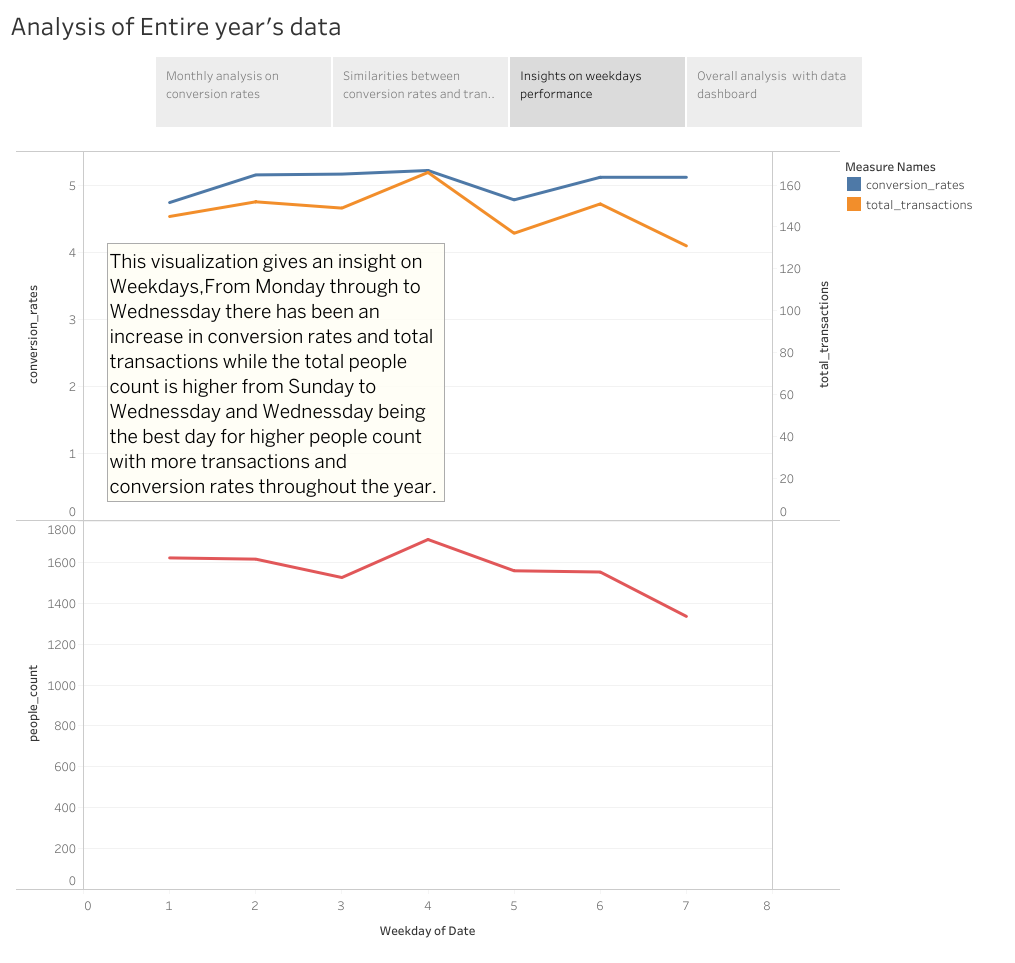 Analysis of Entire year's data
Monthly analysis on
conversion rates
Similarities between
conversion rates and tran..
Insights on weekdays
performance
Overall analysis with data
dashboard
Measure Names
conversion_rates
total_transactions
conversion_rates
5
4
3
2
1
0
This visualization gives an insight on
Weekdays,From Monday through to
Wednessday there has been an
increase in conversion rates and total
transactions while the total people
count is higher from Sunday to
Wednessday and Wednessday being
the best day for higher people count
with more transactions and
conversion rates throughout the year.
160
140
120
100
80
60
40
20
0
total_transactions
people_count
1800
1600
1400
1200
1000
800
600
400
200
0
0 1 2 3 4 5 6 7 8
Weekday of Date